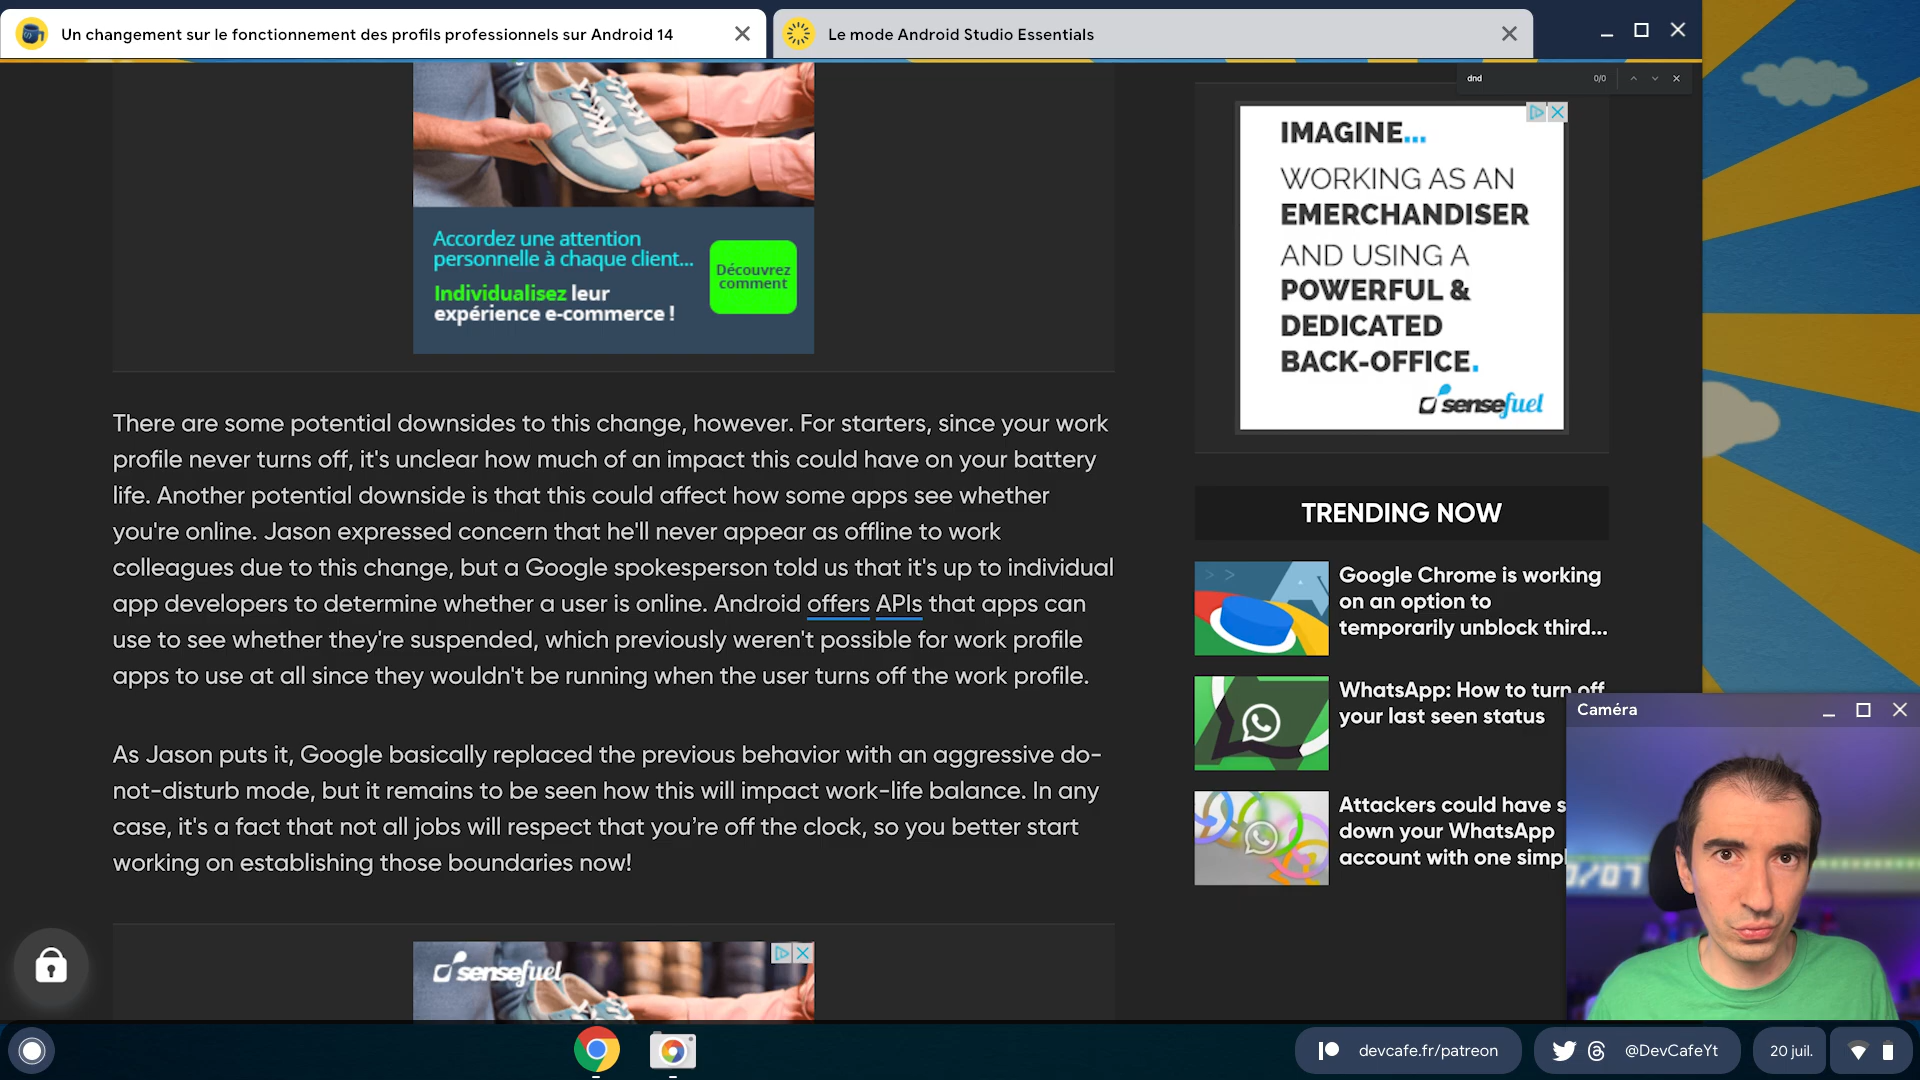 Un changement sur le fonctionnement des profils professionnels sur Android 14
Le mode Android Studio Essentials
dnd
0/0
Accordez une attention
personnelle à chaque client...
Individualisez leur
expérience e-commerce !
Découvrez
comment
IMAGINE...
WORKING AS AN
EMERCHANDISER
AND USING A
POWERFUL &
DEDICATED
BACK-OFFICE.
sensefuel
There are some potential downsides to this change, however. For starters, since your work
profile never turns off, it's unclear how much of an impact this could have on your battery
life. Another potential downside is that this could affect how some apps see whether
you're online. Jason expressed concern that he'll never appear as offline to work
colleagues due to this change, but a Google spokesperson told us that it's up to individual
app developers to determine whether a user is online. Android offers APIs that apps can
use to see whether they're suspended, which previously weren't possible for work profile
apps to use at all since they wouldn't be running when the user turns off the work profile.
As Jason puts it, Google basically replaced the previous behavior with an aggressive do-
not-disturb mode, but it remains to be seen how this will impact work-life balance. In any
case, it's a fact that not all jobs will respect that you’re off the clock, so you better start
working on establishing those boundaries now!
sensefuel
TRENDING NOW
Google Chrome is working
on an option to
temporarily unblock third...
WhatsApp: How to turn off
your last seen status
Attackers could have s
down your WhatsApp
account with one simpl
Caméra
0/07
devcafe.fr/patreon
@DevCafeYt
20 juil.